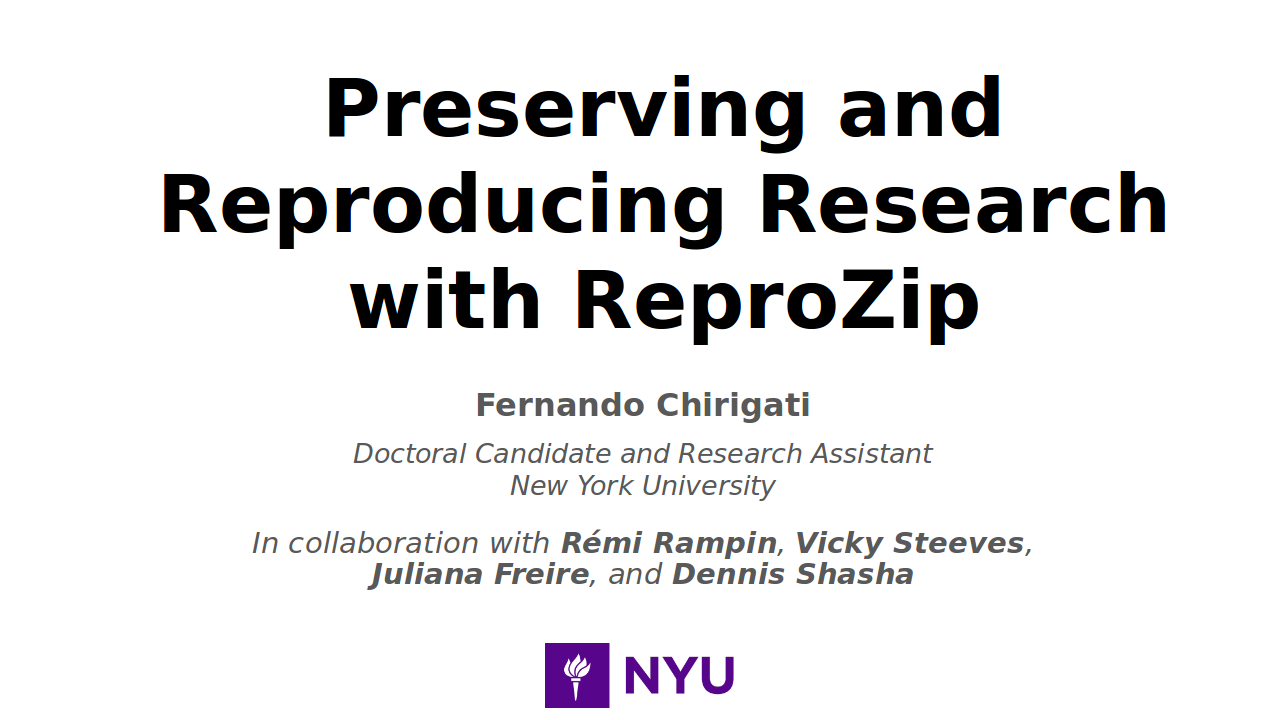 Preserving and
Reproducing Research
with ReproZip
Fernando Chirigati
Doctoral Candidate and Research Assistant
New York University
In collaboration with Rémi Rampin, Vicky Steeves,
Juliana Freire, and Dennis Shasha
NYU